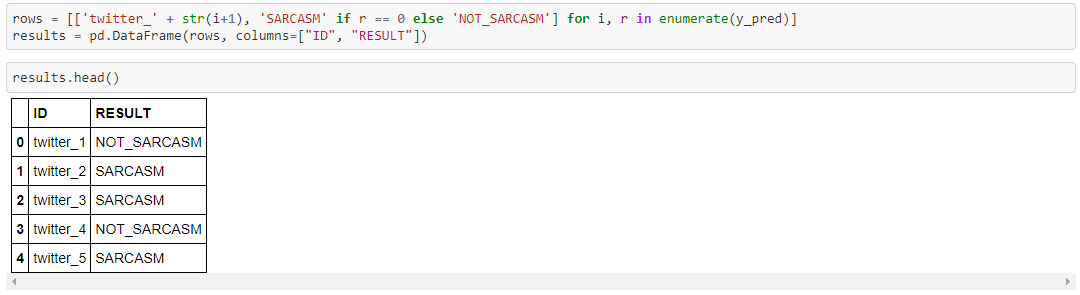 rows = [['twitter_' + str(i+1), 'SARCASM' if r == 0 else 'NOT_SARCASM'] for i, r in enumerate(y_pred)]
results = pd.DataFrame(rows, columns=["ID", "RESULT"])
results.head()
ID RESULT
0 twitter_1 NOT_SARCASM
1 twitter_2 SARCASM
2 twitter_3 SARCASM
3 twitter_4 NOT_SARCASM
4 twitter_5 SARCASM